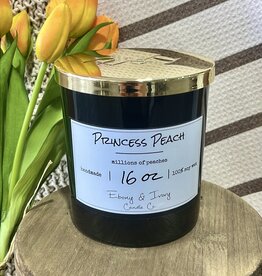 Princess Peach
millions of peaches
handmade | 16 oz | 100% soy wax
Ebony & Ivory
Candle Co.